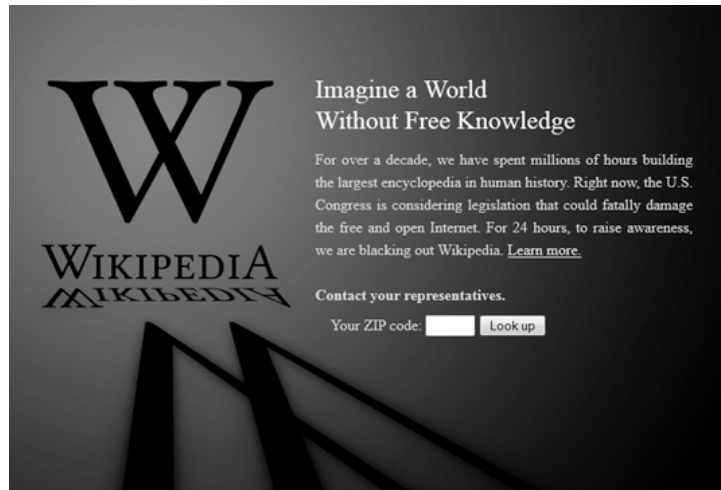 W
WIKIPEDIA
Imagine a World
Without Free Knowledge
For over a decade, we have spent millions of hours building
the largest encyclopedia in human history. Right now, the U.S.
Congress is considering legislation that could fatally damage
the free and open Internet. For 24 hours, to raise awareness,
we are blacking out Wikipedia. Learn more.
Contact your representatives.
Your ZIP code: Look up